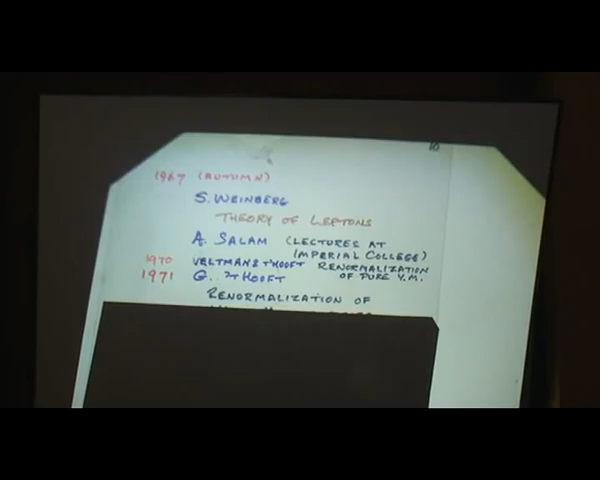 10
1967 (AUTUMN)
S. WEINBERG
THEORY OF LEPTONS
A. SALAM (LECTURES AT
IMPERIAL COLLEGE)
1970 VELTMAN & 'T HOOFT RENORMALIZATION
OF PURE Y.M.
1971 G. 'T HOOFT
RENORMALIZATION OF